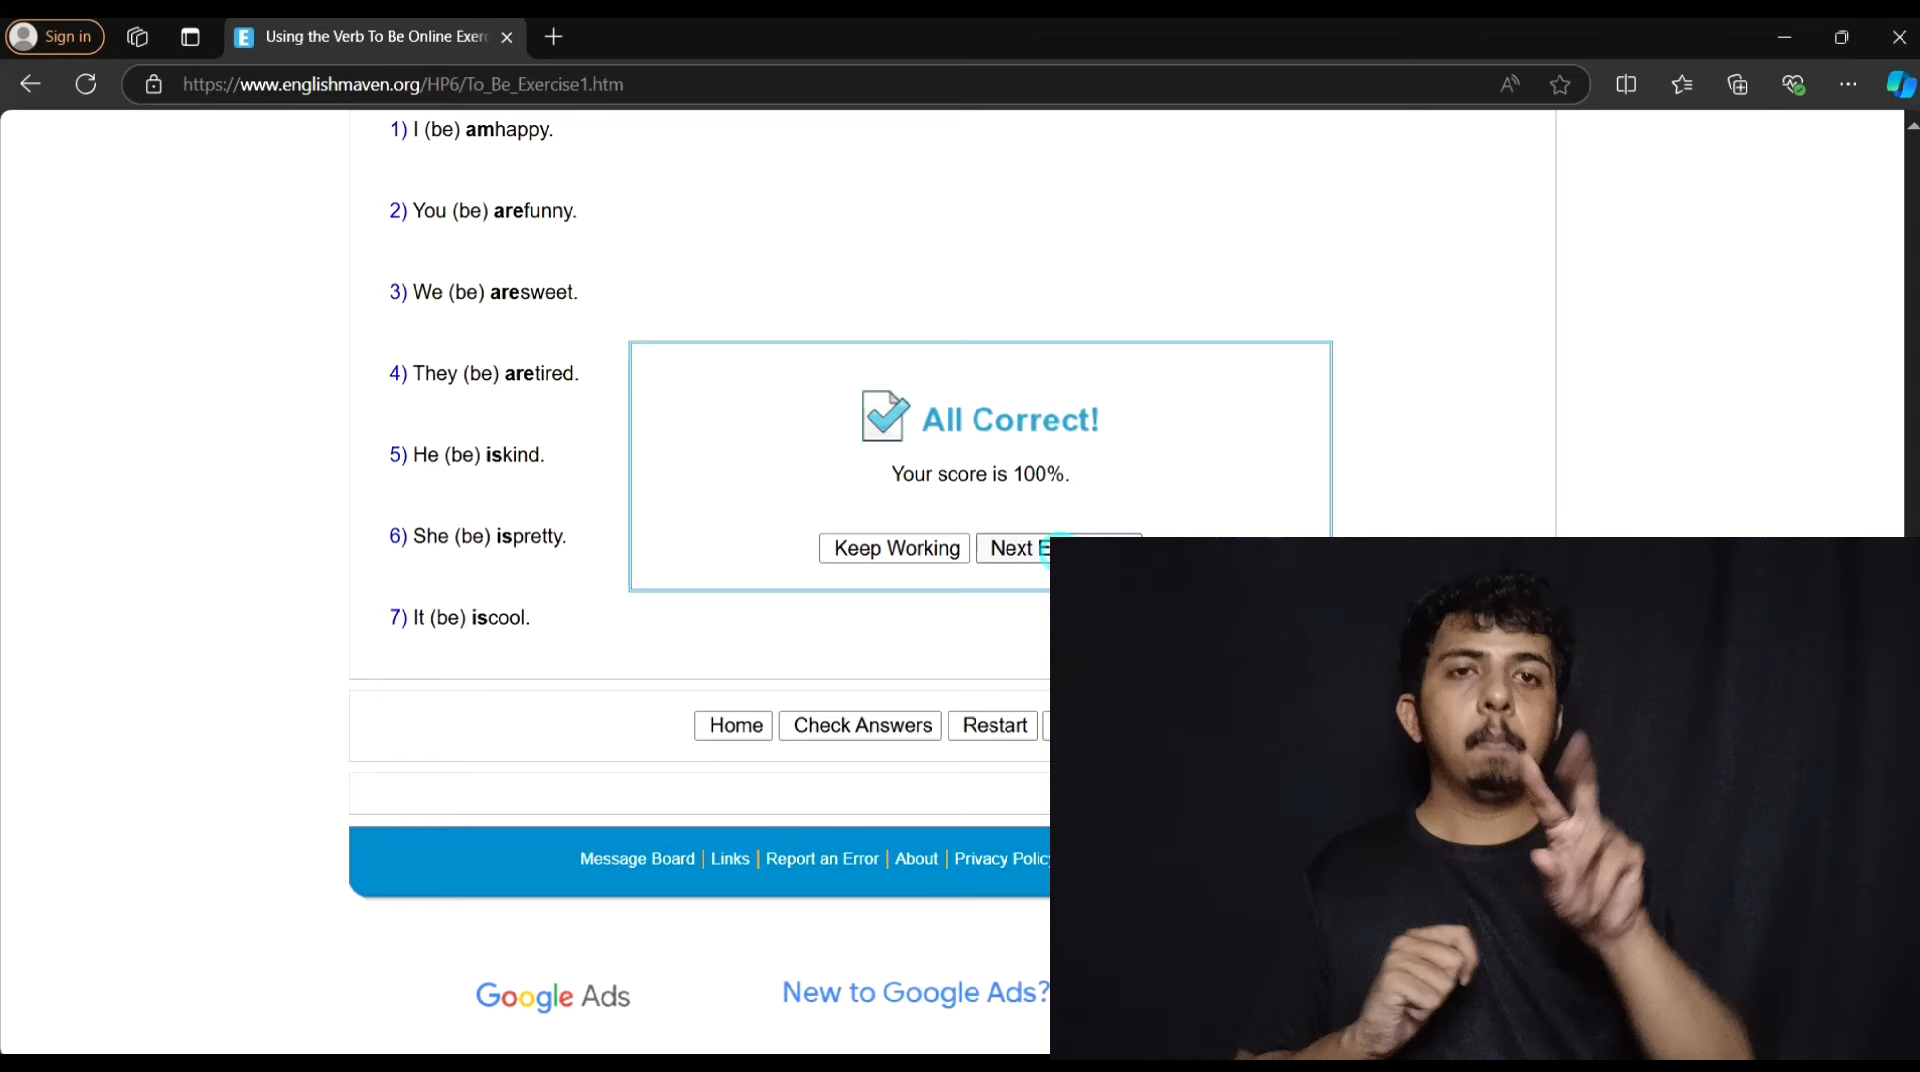 Sign in
Using the Verb To Be Online Exer
https://www.englishmaven.org/HP6/To_Be_Exercise1.htm
1) I (be) amhappy.
2) You (be) arefunny.
3) We (be) aresweet.
4) They (be) aretired.
5) He (be) iskind.
6) She (be) ispretty.
7) It (be) iscool.
All Correct!
Your score is 100%.
Keep Working
Next E
Home
Check Answers
Restart
Message Board | Links | Report an Error | About | Privacy Policy
Google Ads
New to Google Ads?